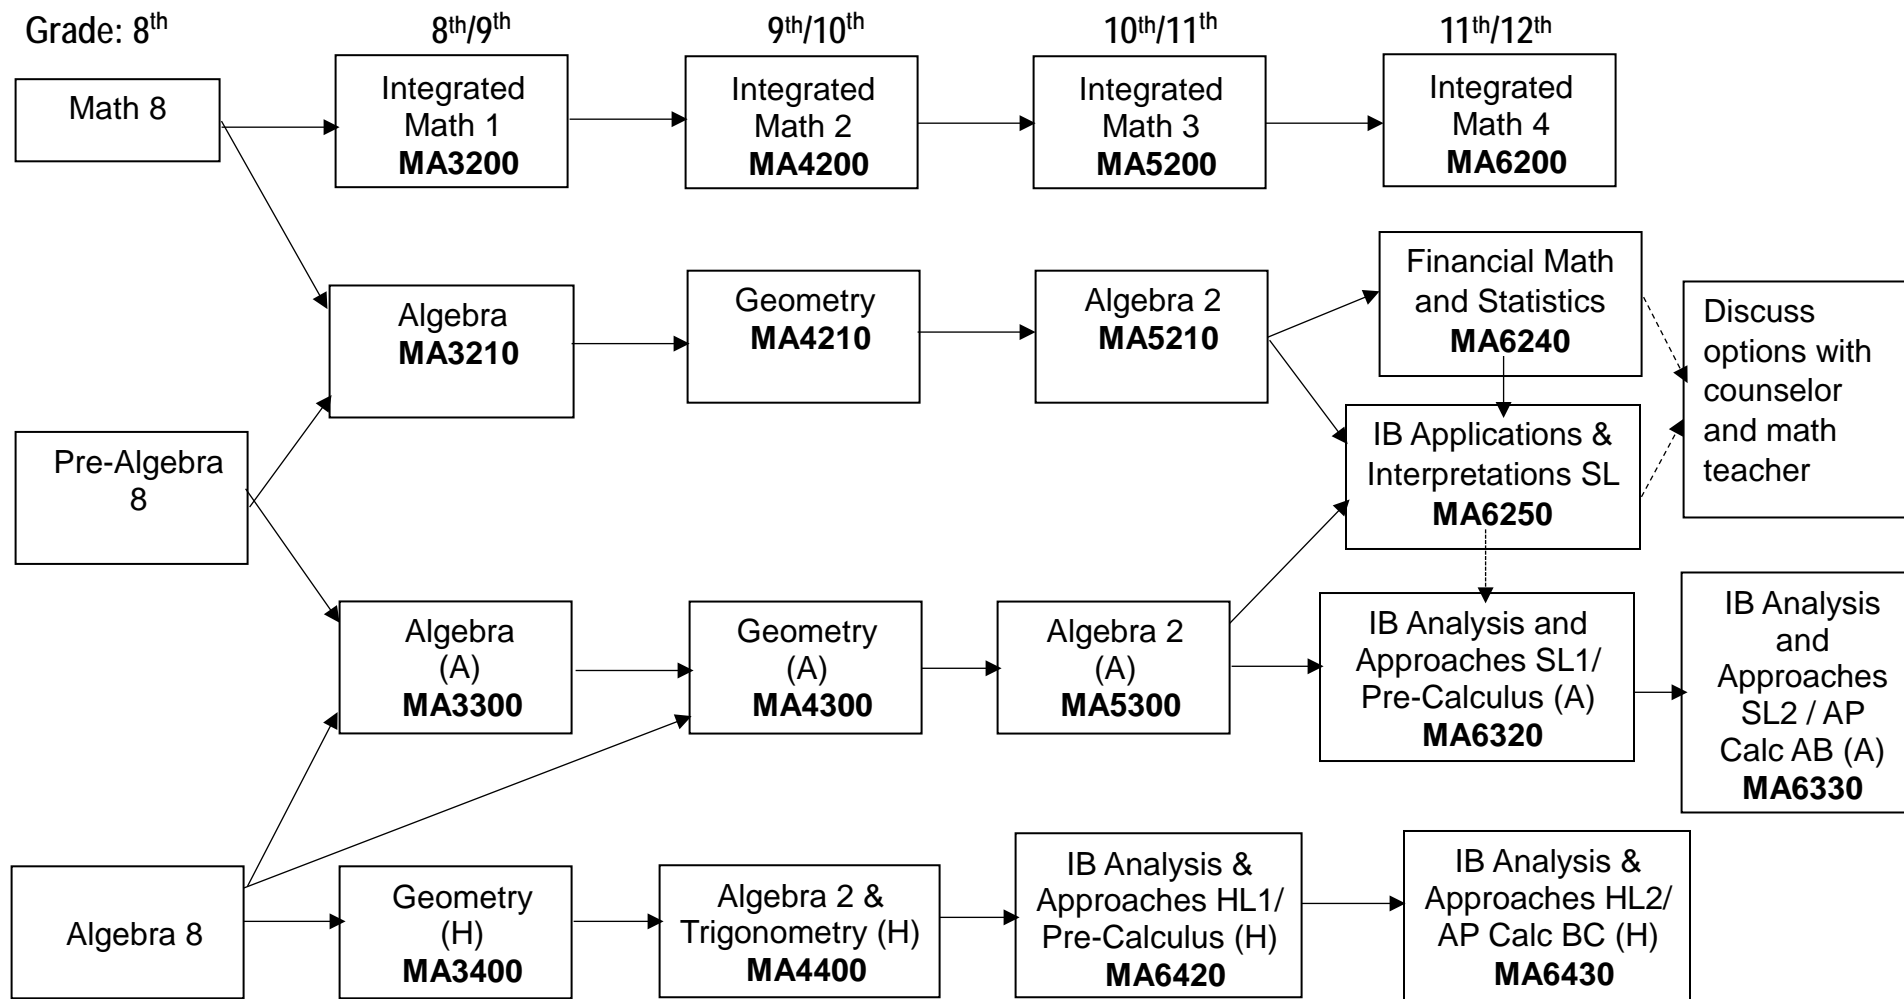 Grade: 8th
8th/9th
9th/10th
10th/11th
11th/12th
Math 8
Integrated
Math 1
MA3200
Integrated
Math 2
MA4200
Integrated
Math 3
MA5200
Integrated
Math 4
MA6200
Algebra
MA3210
Geometry
MA4210
Algebra 2
MA5210
Financial Math
and Statistics
MA6240
Discuss
options with
counselor
and math
teacher
Pre-Algebra
8
IB Applications &
Interpretations SL
MA6250
Algebra
(A)
MA3300
Geometry
(A)
MA4300
Algebra 2
(A)
MA5300
IB Analysis and
Approaches SL1/
Pre-Calculus (A)
MA6320
IB Analysis
and
Approaches
SL2 / AP
Calc AB (A)
MA6330
Algebra 8
Geometry
(H)
MA3400
Algebra 2 &
Trigonometry (H)
MA4400
IB Analysis &
Approaches HL1/
Pre-Calculus (H)
MA6420
IB Analysis &
Approaches HL2/
AP Calc BC (H)
MA6430